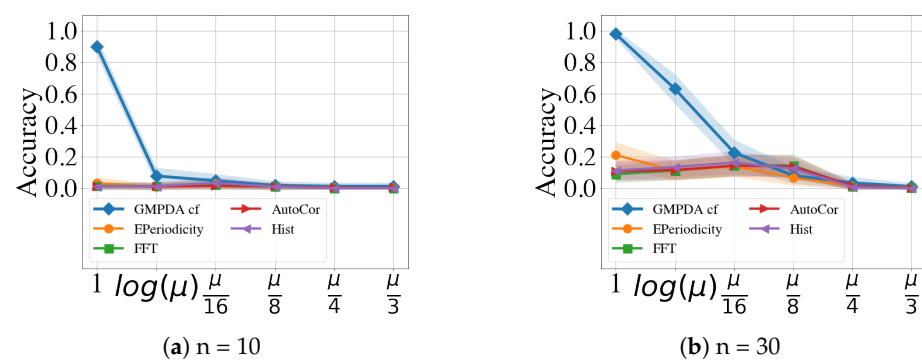 1.0
0.8
0.6
0.4
0.2
0.0
Accuracy
GMPDA cf
EPeriodicity
FFT
AutoCor
Hist
1 log(μ) μ/16 μ/8 μ/4 μ/3
(a) n = 10
1.0
0.8
0.6
0.4
0.2
0.0
Accuracy
GMPDA cf
EPeriodicity
FFT
AutoCor
Hist
1 log(μ) μ/16 μ/8 μ/4 μ/3
(b) n = 30